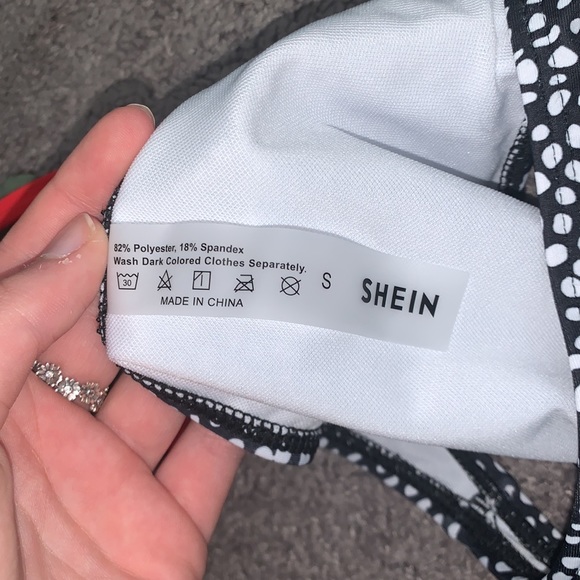 82% Polyester, 18% Spandex
Wash Dark Colored Clothes Separately.
30
S
SHEIN
MADE IN CHINA